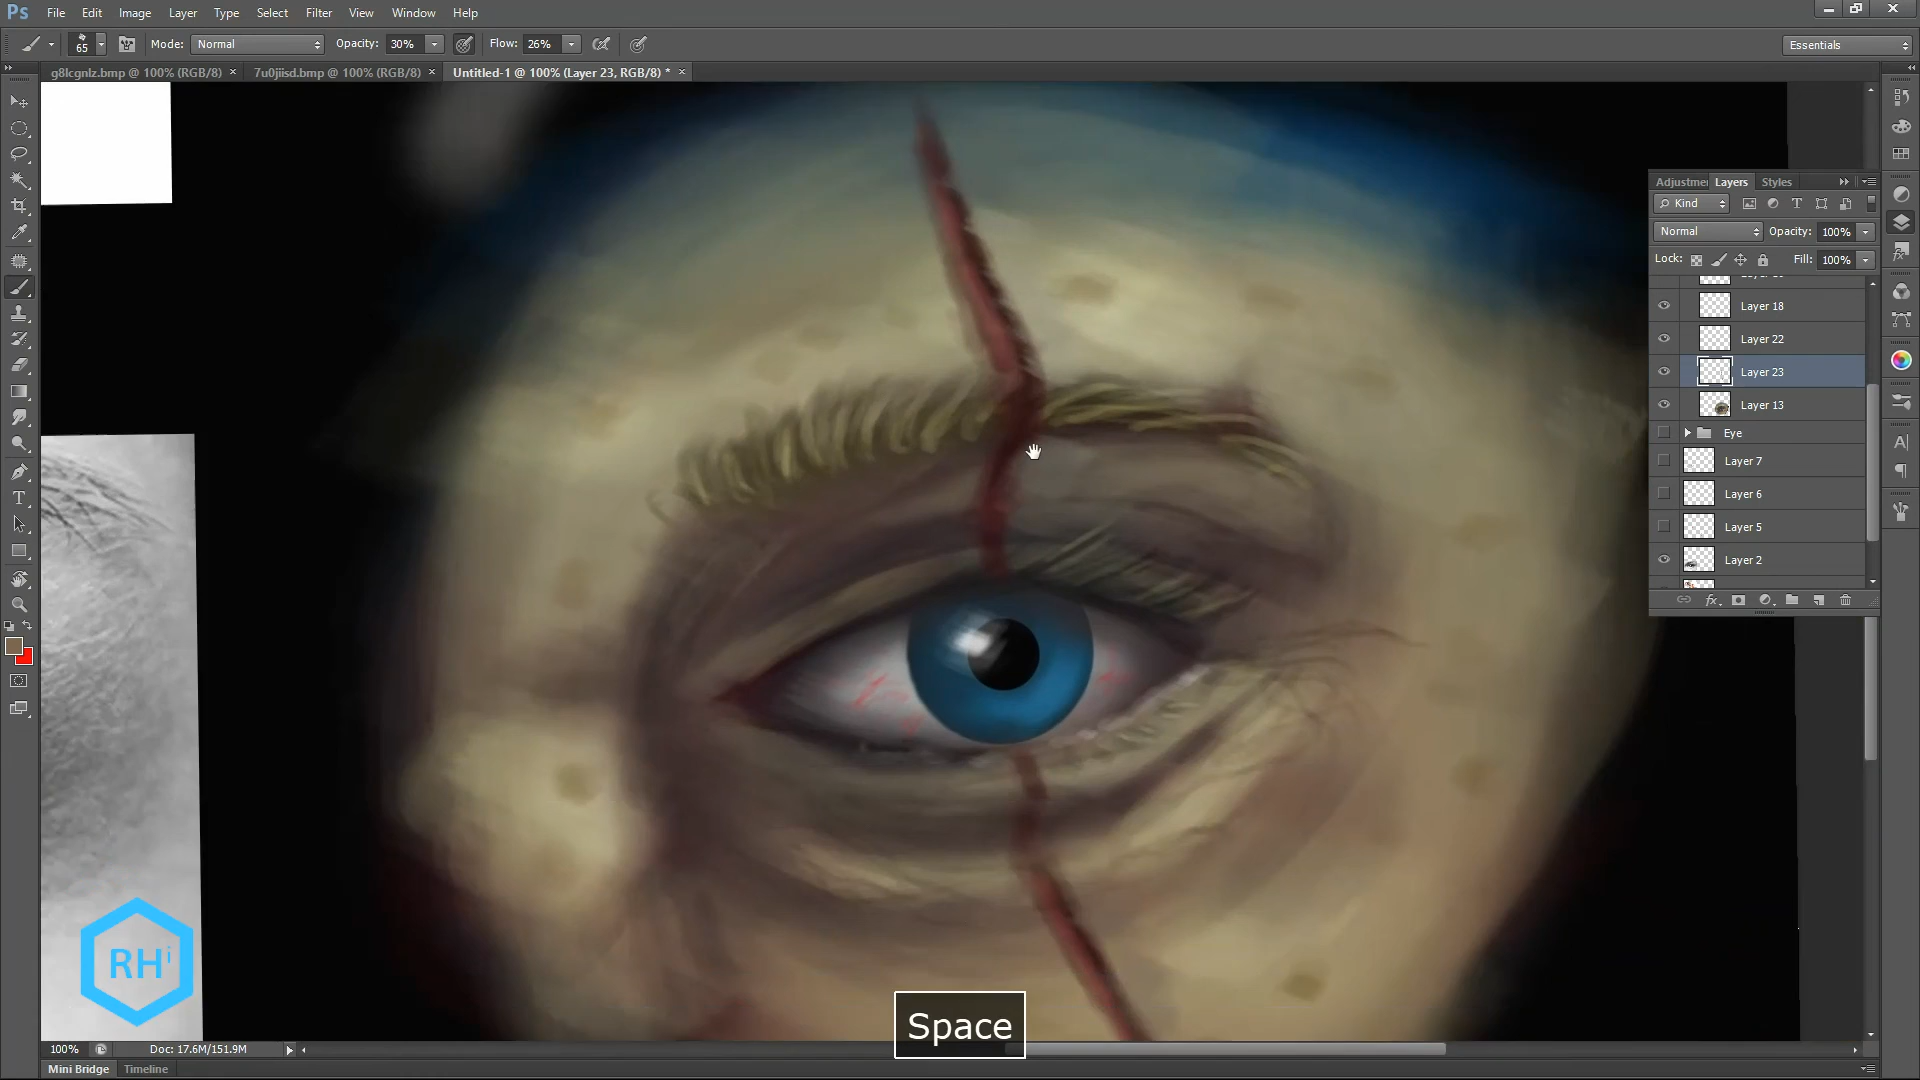 Ps File Edit Image Layer Type Select Filter View Window Help
65 Mode: Normal Opacity: 30% Flow: 26% Essentials
g8lcgnlz.bmp @ 100% (RGB/8) × 7u0jiisd.bmp @ 100% (RGB/8) × Untitled-1 @ 100% (Layer 23, RGB/8) * ×
Adjustmen Layers Styles
Kind
Normal Opacity: 100%
Lock: Fill: 100%
Layer 18
Layer 22
Layer 23
Layer 13
Eye
Layer 7
Layer 6
Layer 5
Layer 2
RHi
Space
100% Doc: 17.6M/151.9M
Mini Bridge Timeline